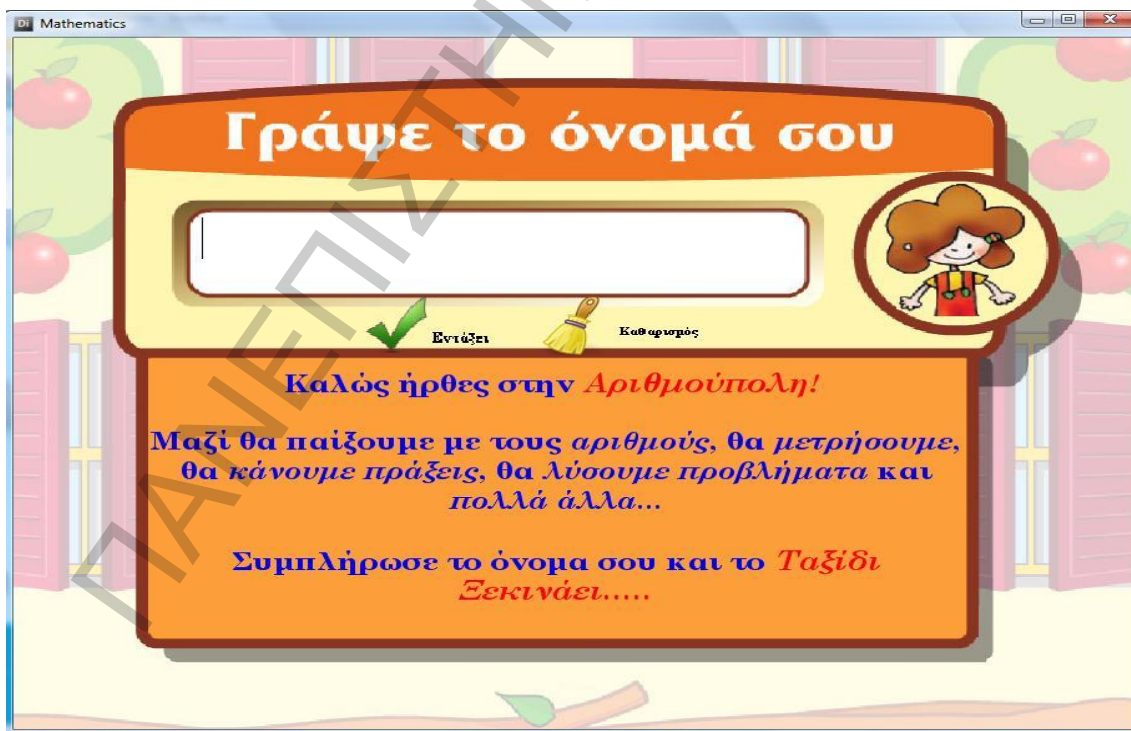 Di Mathematics
Γράψε το όνομά σου
Εντάξει
Καθαρισμός
Καλώς ήρθες στην Αριθμούπολη!
Μαζί θα παίξουμε με τους αριθμούς, θα μετρήσουμε,
θα κάνουμε πράξεις, θα λύσουμε προβλήματα και
πολλά άλλα...
Συμπλήρωσε το όνομα σου και το Ταξίδι
Ξεκινάει.....